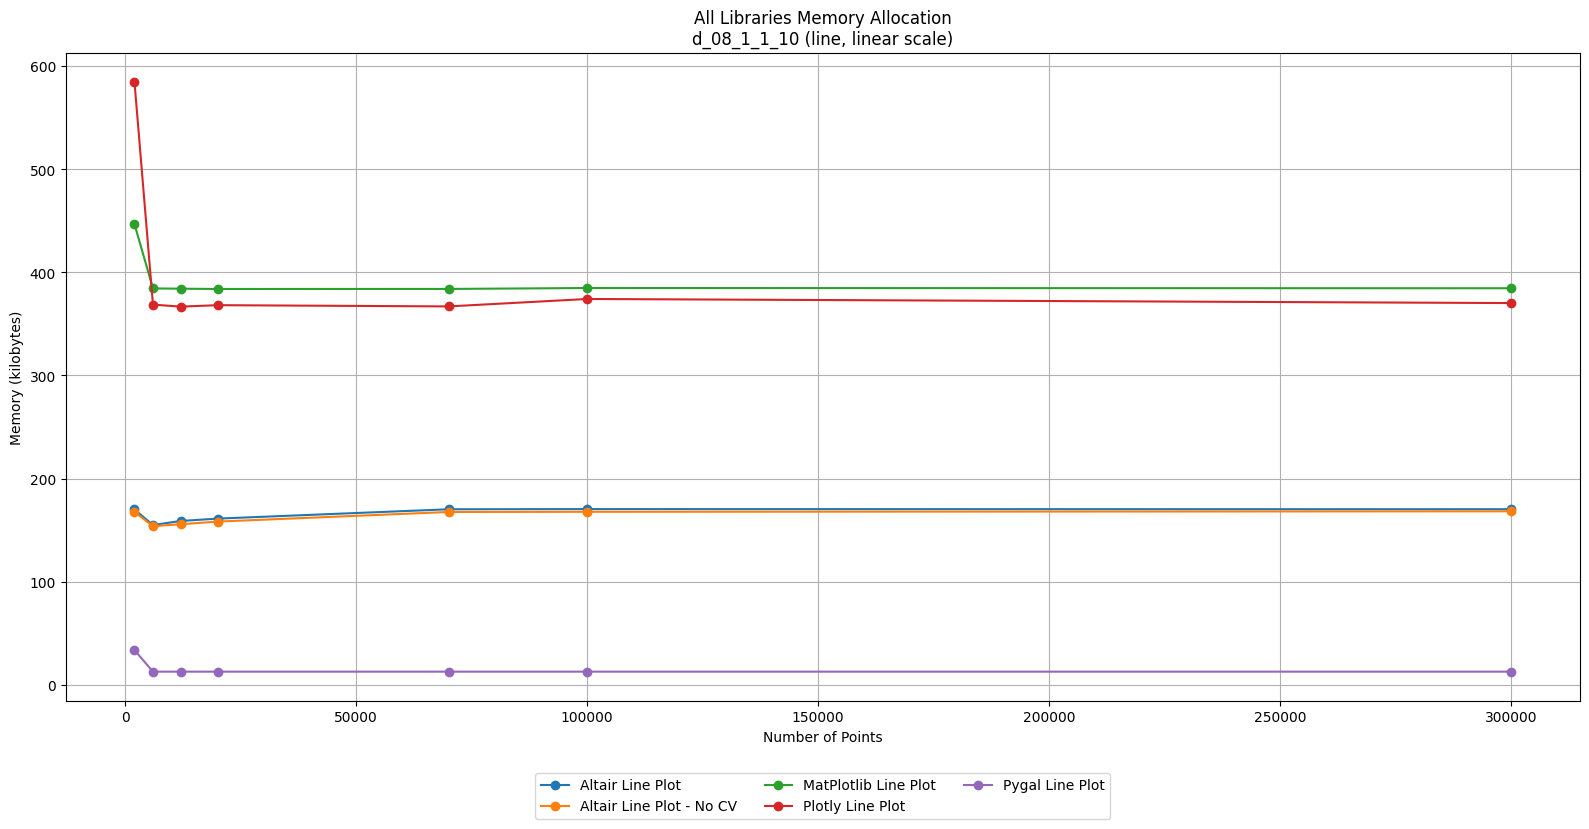 All Libraries Memory Allocation
d_08_1_1_10 (line, linear scale)
600
500
400
300
200
100
0
Memory (kilobytes)
0 50000 100000 150000 200000 250000 300000
Number of Points
Altair Line Plot MatPlotlib Line Plot Pygal Line Plot
Altair Line Plot - No CV Plotly Line Plot